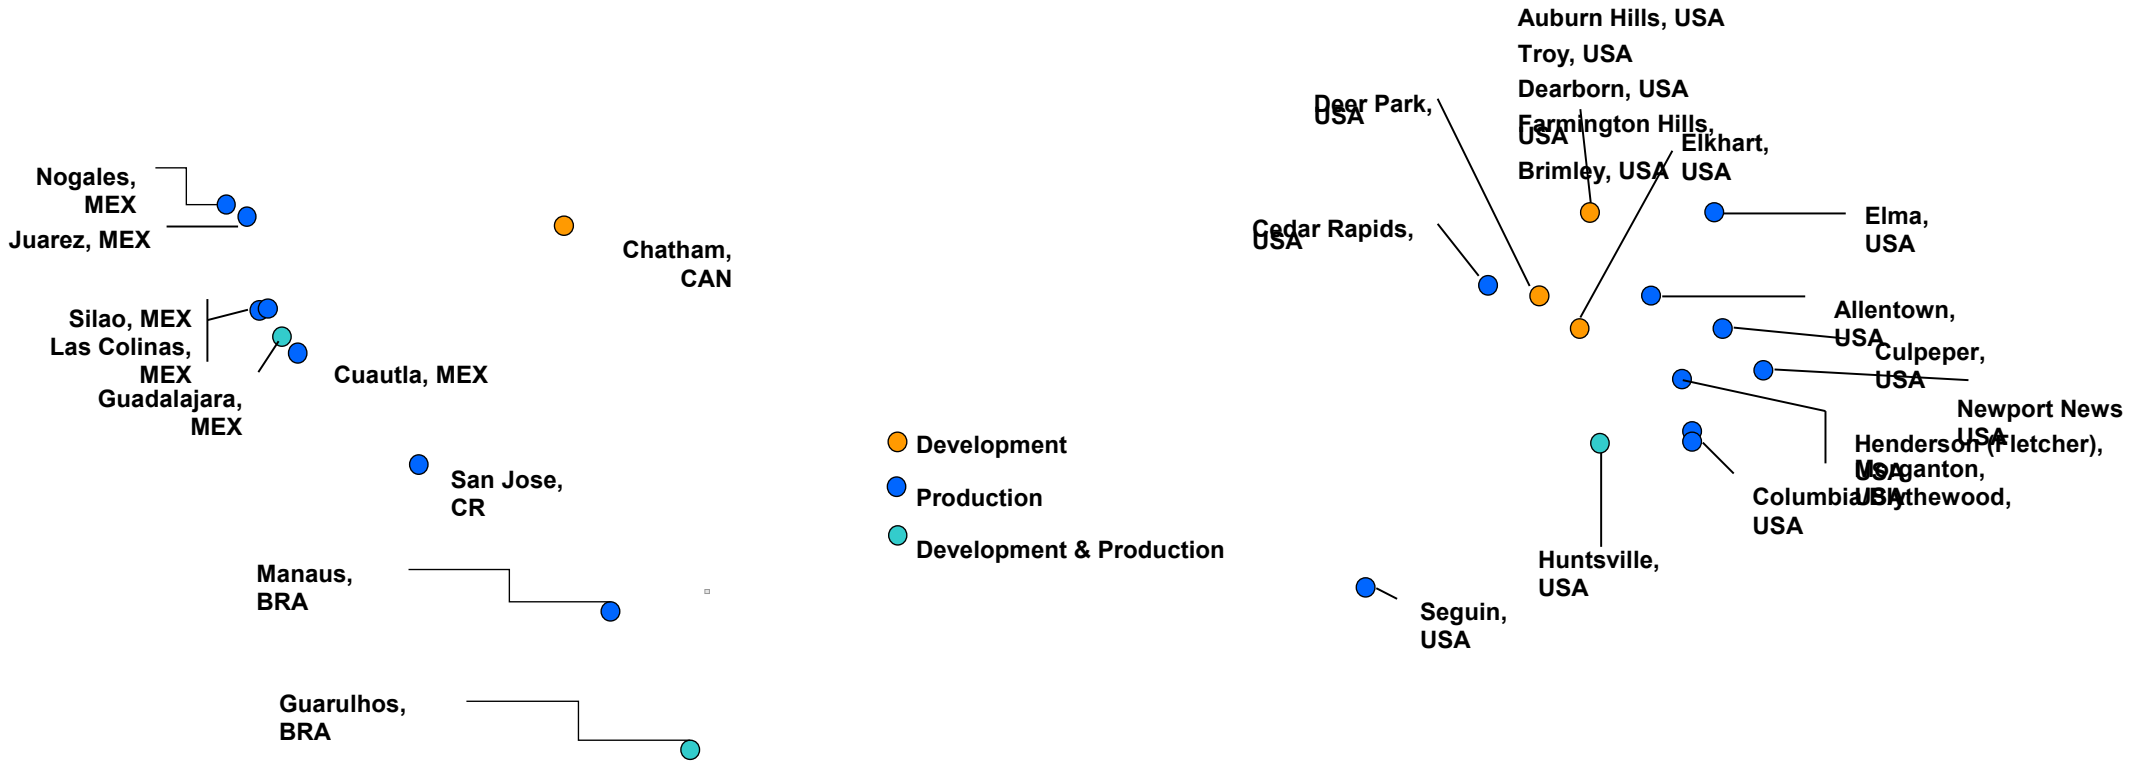 Nogales,
MEX
Juarez, MEX
Silao, MEX
Las Colinas,
MEX
Guadalajara,
MEX
Cuautla, MEX
Chatham,
CAN
San Jose,
CR
Manaus,
BRA
Guarulhos,
BRA
Development
Production
Development & Production
Auburn Hills, USA
Troy, USA
Dearborn, USA
Farmington Hills,
USA
Brimley, USA
Deer Park,
USA
Elkhart,
USA
Cedar Rapids,
USA
Elma,
USA
Allentown,
USA
Culpeper,
USA
Newport News
USA
Henderson (Fletcher),
USA
Morganton,
USA
Columbia/Blythewood,
USA
Huntsville,
USA
Seguin,
USA